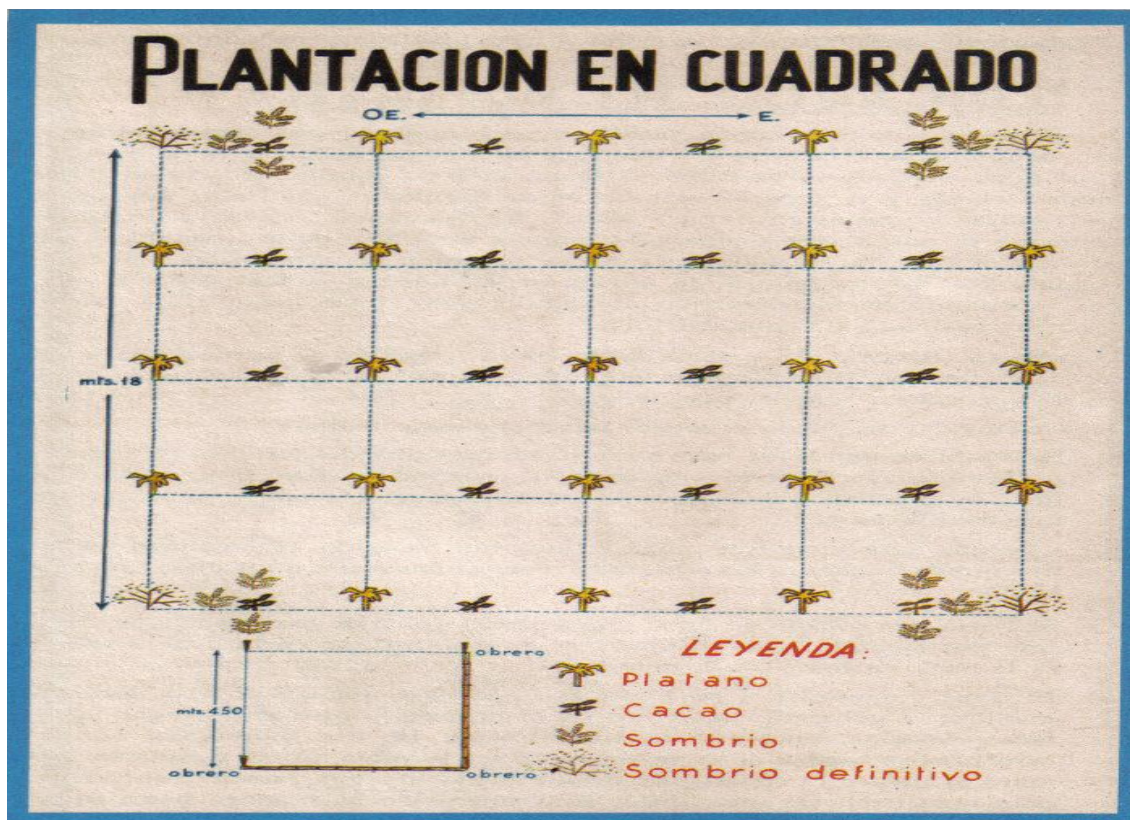 PLANTACION EN CUADRADO
OE. E.
mts. 18
LEYENDA:
obrero
Platano
mts. 4.50
Cacao
Sombrio
obrero obrero
Sombrio definitivo